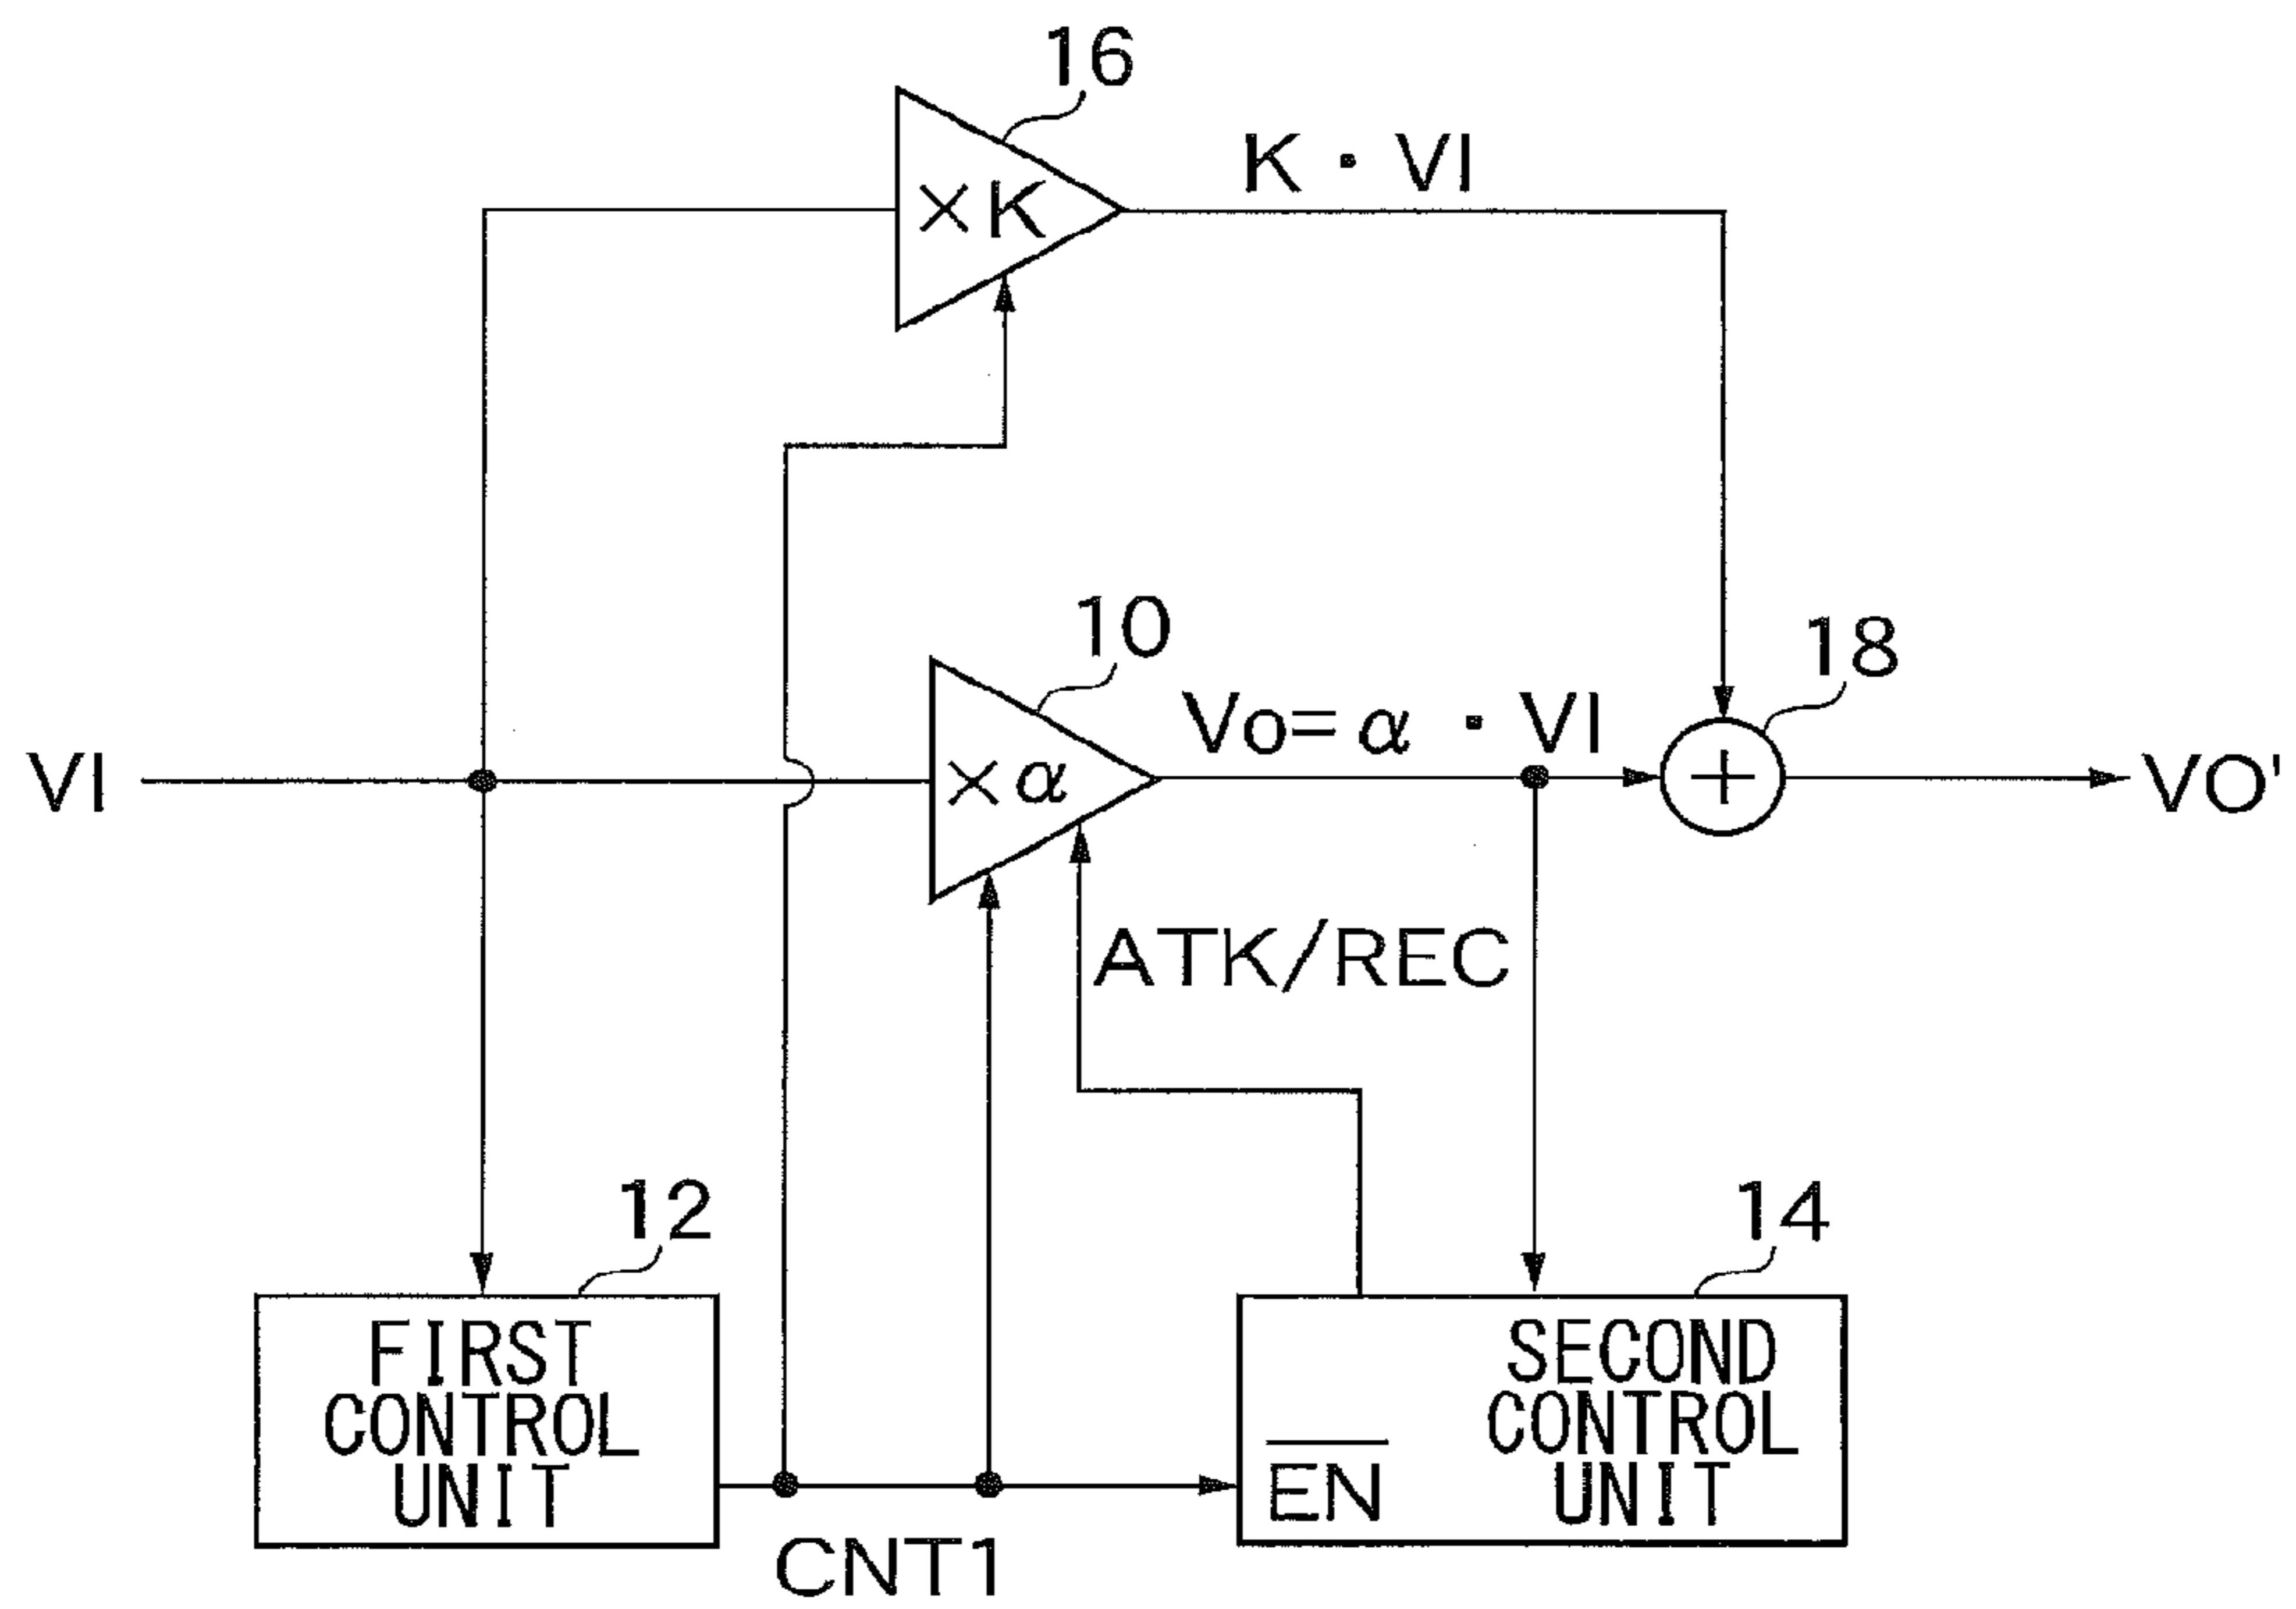 16
×K
K・VI
10
18
VI
×α
Vo=α・VI
VO'
ATK/REC
12
14
FIRST
CONTROL
UNIT
SECOND
CONTROL
UNIT
EN
CNT1